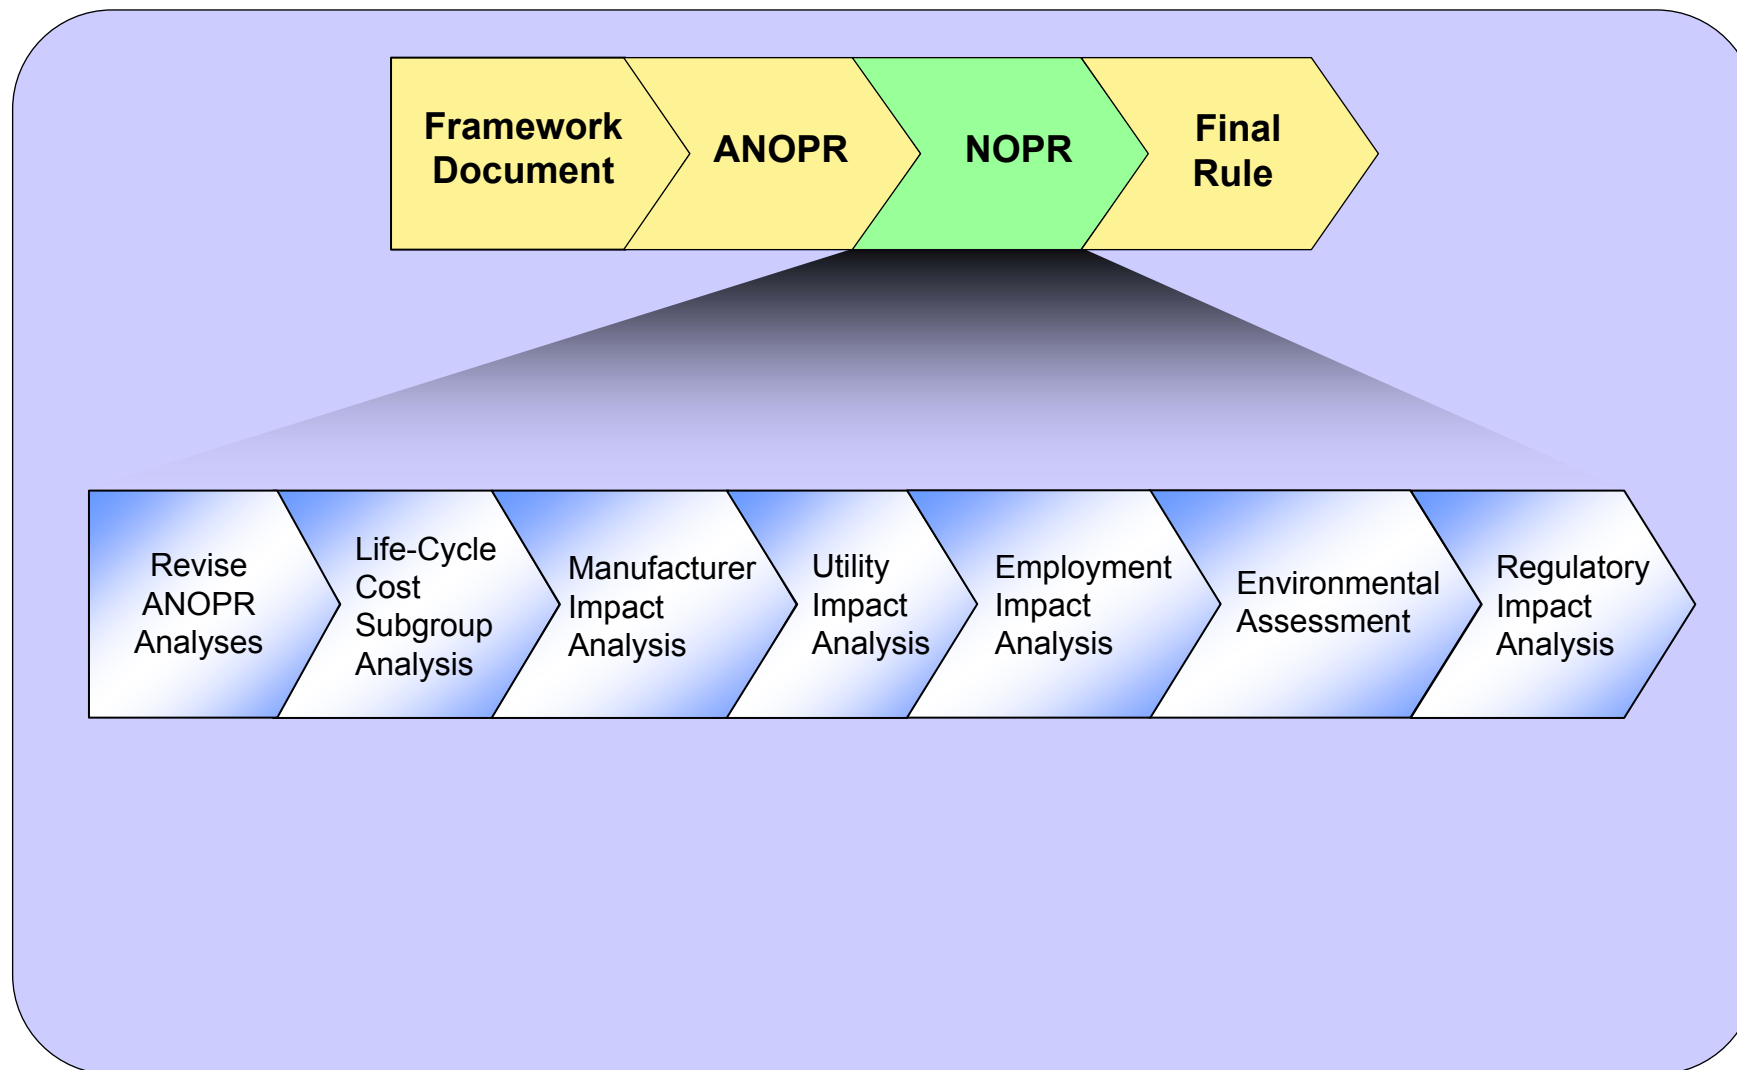 Framework
Document
ANOPR
NOPR
Final
Rule
Revise
ANOPR
Analyses
Life-Cycle
Cost
Subgroup
Analysis
Manufacturer
Impact
Analysis
Utility
Impact
Analysis
Employment
Impact
Analysis
Environmental
Assessment
Regulatory
Impact
Analysis